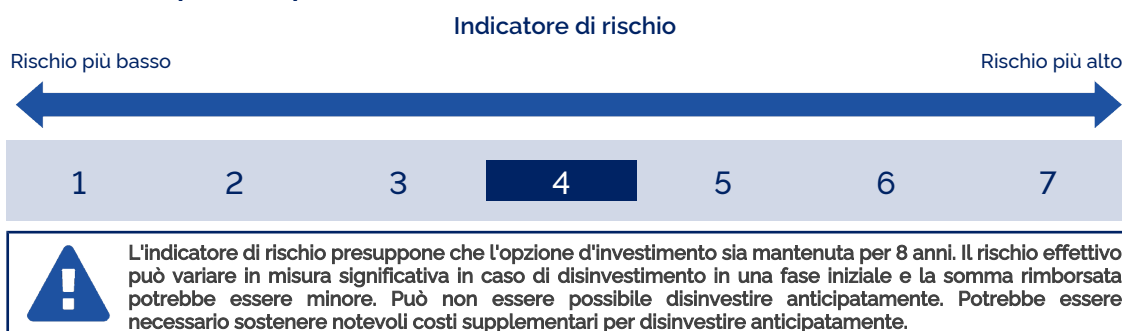 Indicatore di rischio
Rischio più basso Rischio più alto
1 2 3 4 5 6 7
L'indicatore di rischio presuppone che l'opzione d'investimento sia mantenuta per 8 anni. Il rischio effettivo
può variare in misura significativa in caso di disinvestimento in una fase iniziale e la somma rimborsata
potrebbe essere minore. Può non essere possibile disinvestire anticipatamente. Potrebbe essere
necessario sostenere notevoli costi supplementari per disinvestire anticipatamente.